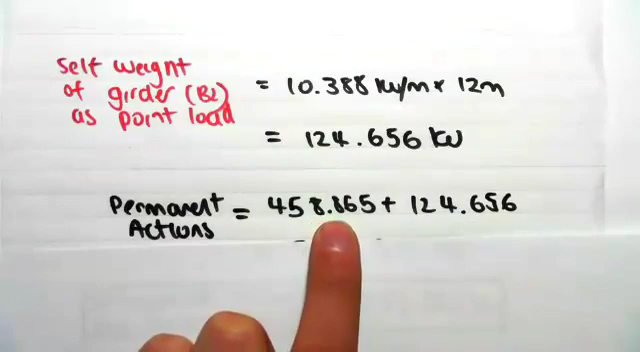 Self weight
of girder (B2)
as point load
= 10.388 kN/m x 12m
= 124.656 kN
Permanent
Actions
= 458.865 + 124.656